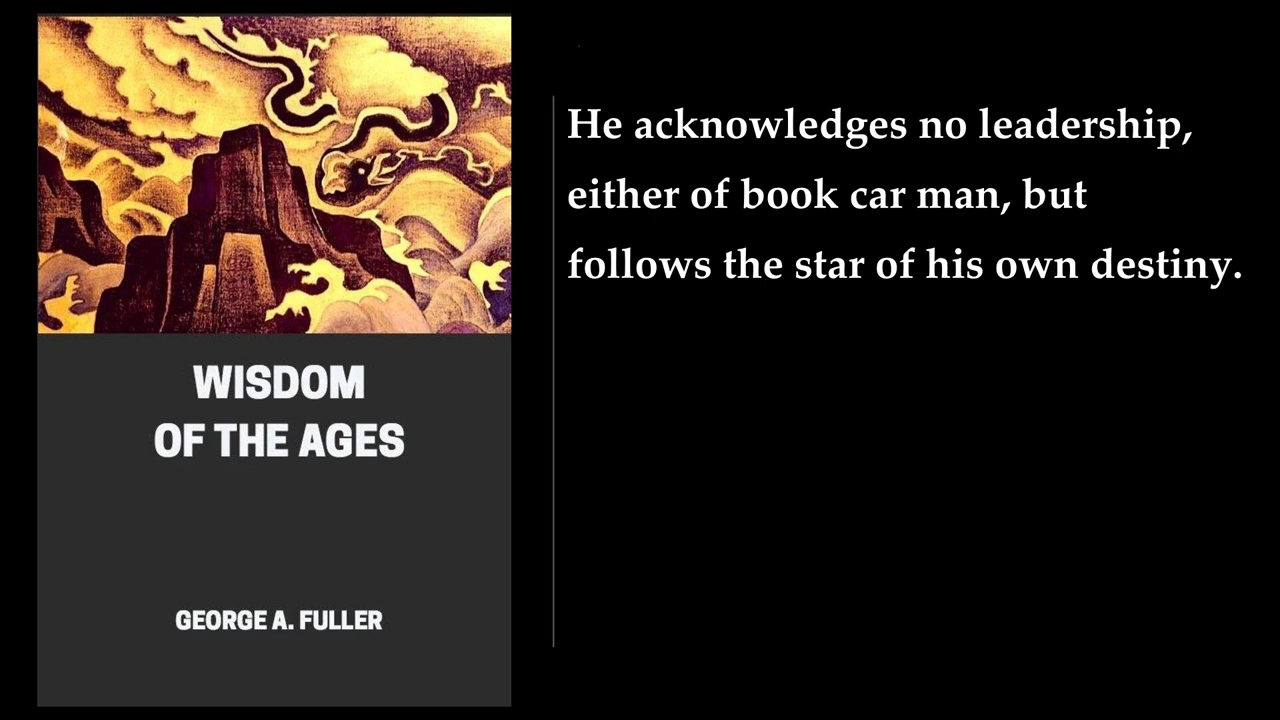 WISDOM
OF THE AGES
GEORGE A. FULLER
He acknowledges no leadership,
either of book car man, but
follows the star of his own destiny.